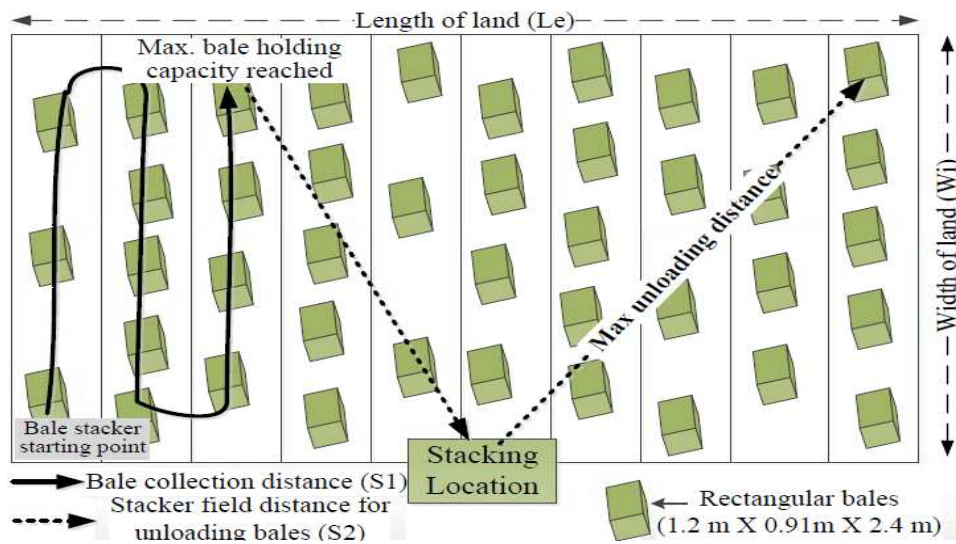 Length of land (Le)
Max. bale holding
capacity reached
Width of land (Wi)
Max unloading distance
Bale stacker
starting point
Stacking
Location
Bale collection distance (S1)
Stacker field distance for
unloading bales (S2)
Rectangular bales
(1.2 m X 0.91m X 2.4 m)